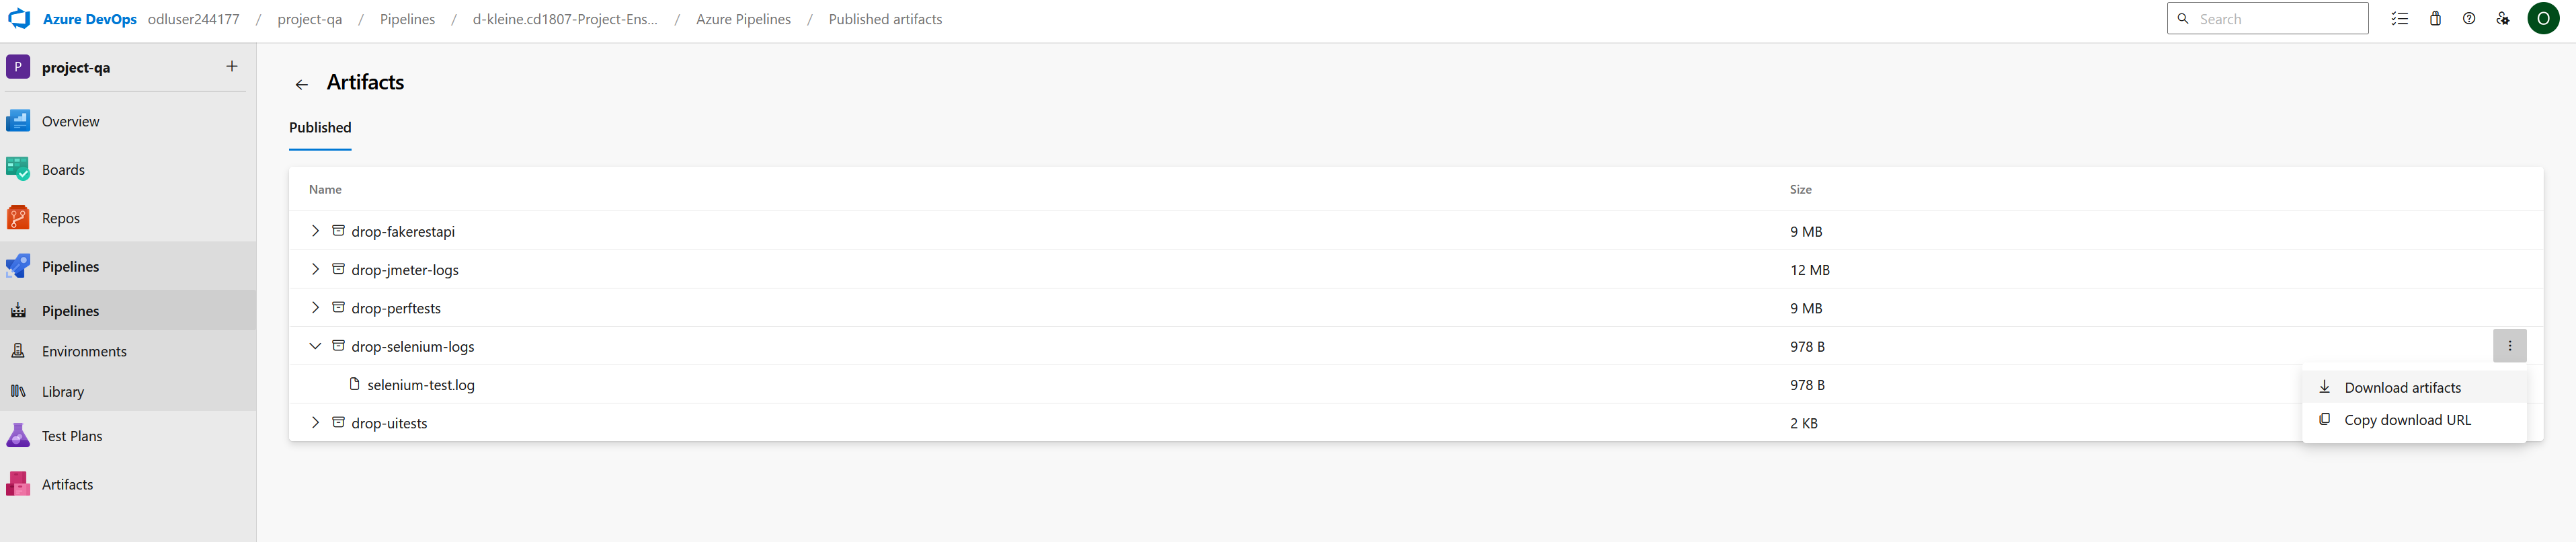 Azure DevOps odluser244177 / project-qa / Pipelines / d-kleine.cd1807-Project-Ens... / Azure Pipelines / Published artifacts
Search
O
P project-qa +
Overview
Boards
Repos
Pipelines
Pipelines
Environments
Library
Test Plans
Artifacts
Artifacts
Published
Name Size
drop-fakerestapi 9 MB
drop-jmeter-logs 12 MB
drop-perftests 9 MB
drop-selenium-logs 978 B
selenium-test.log 978 B
drop-uitests 2 KB
Download artifacts
Copy download URL